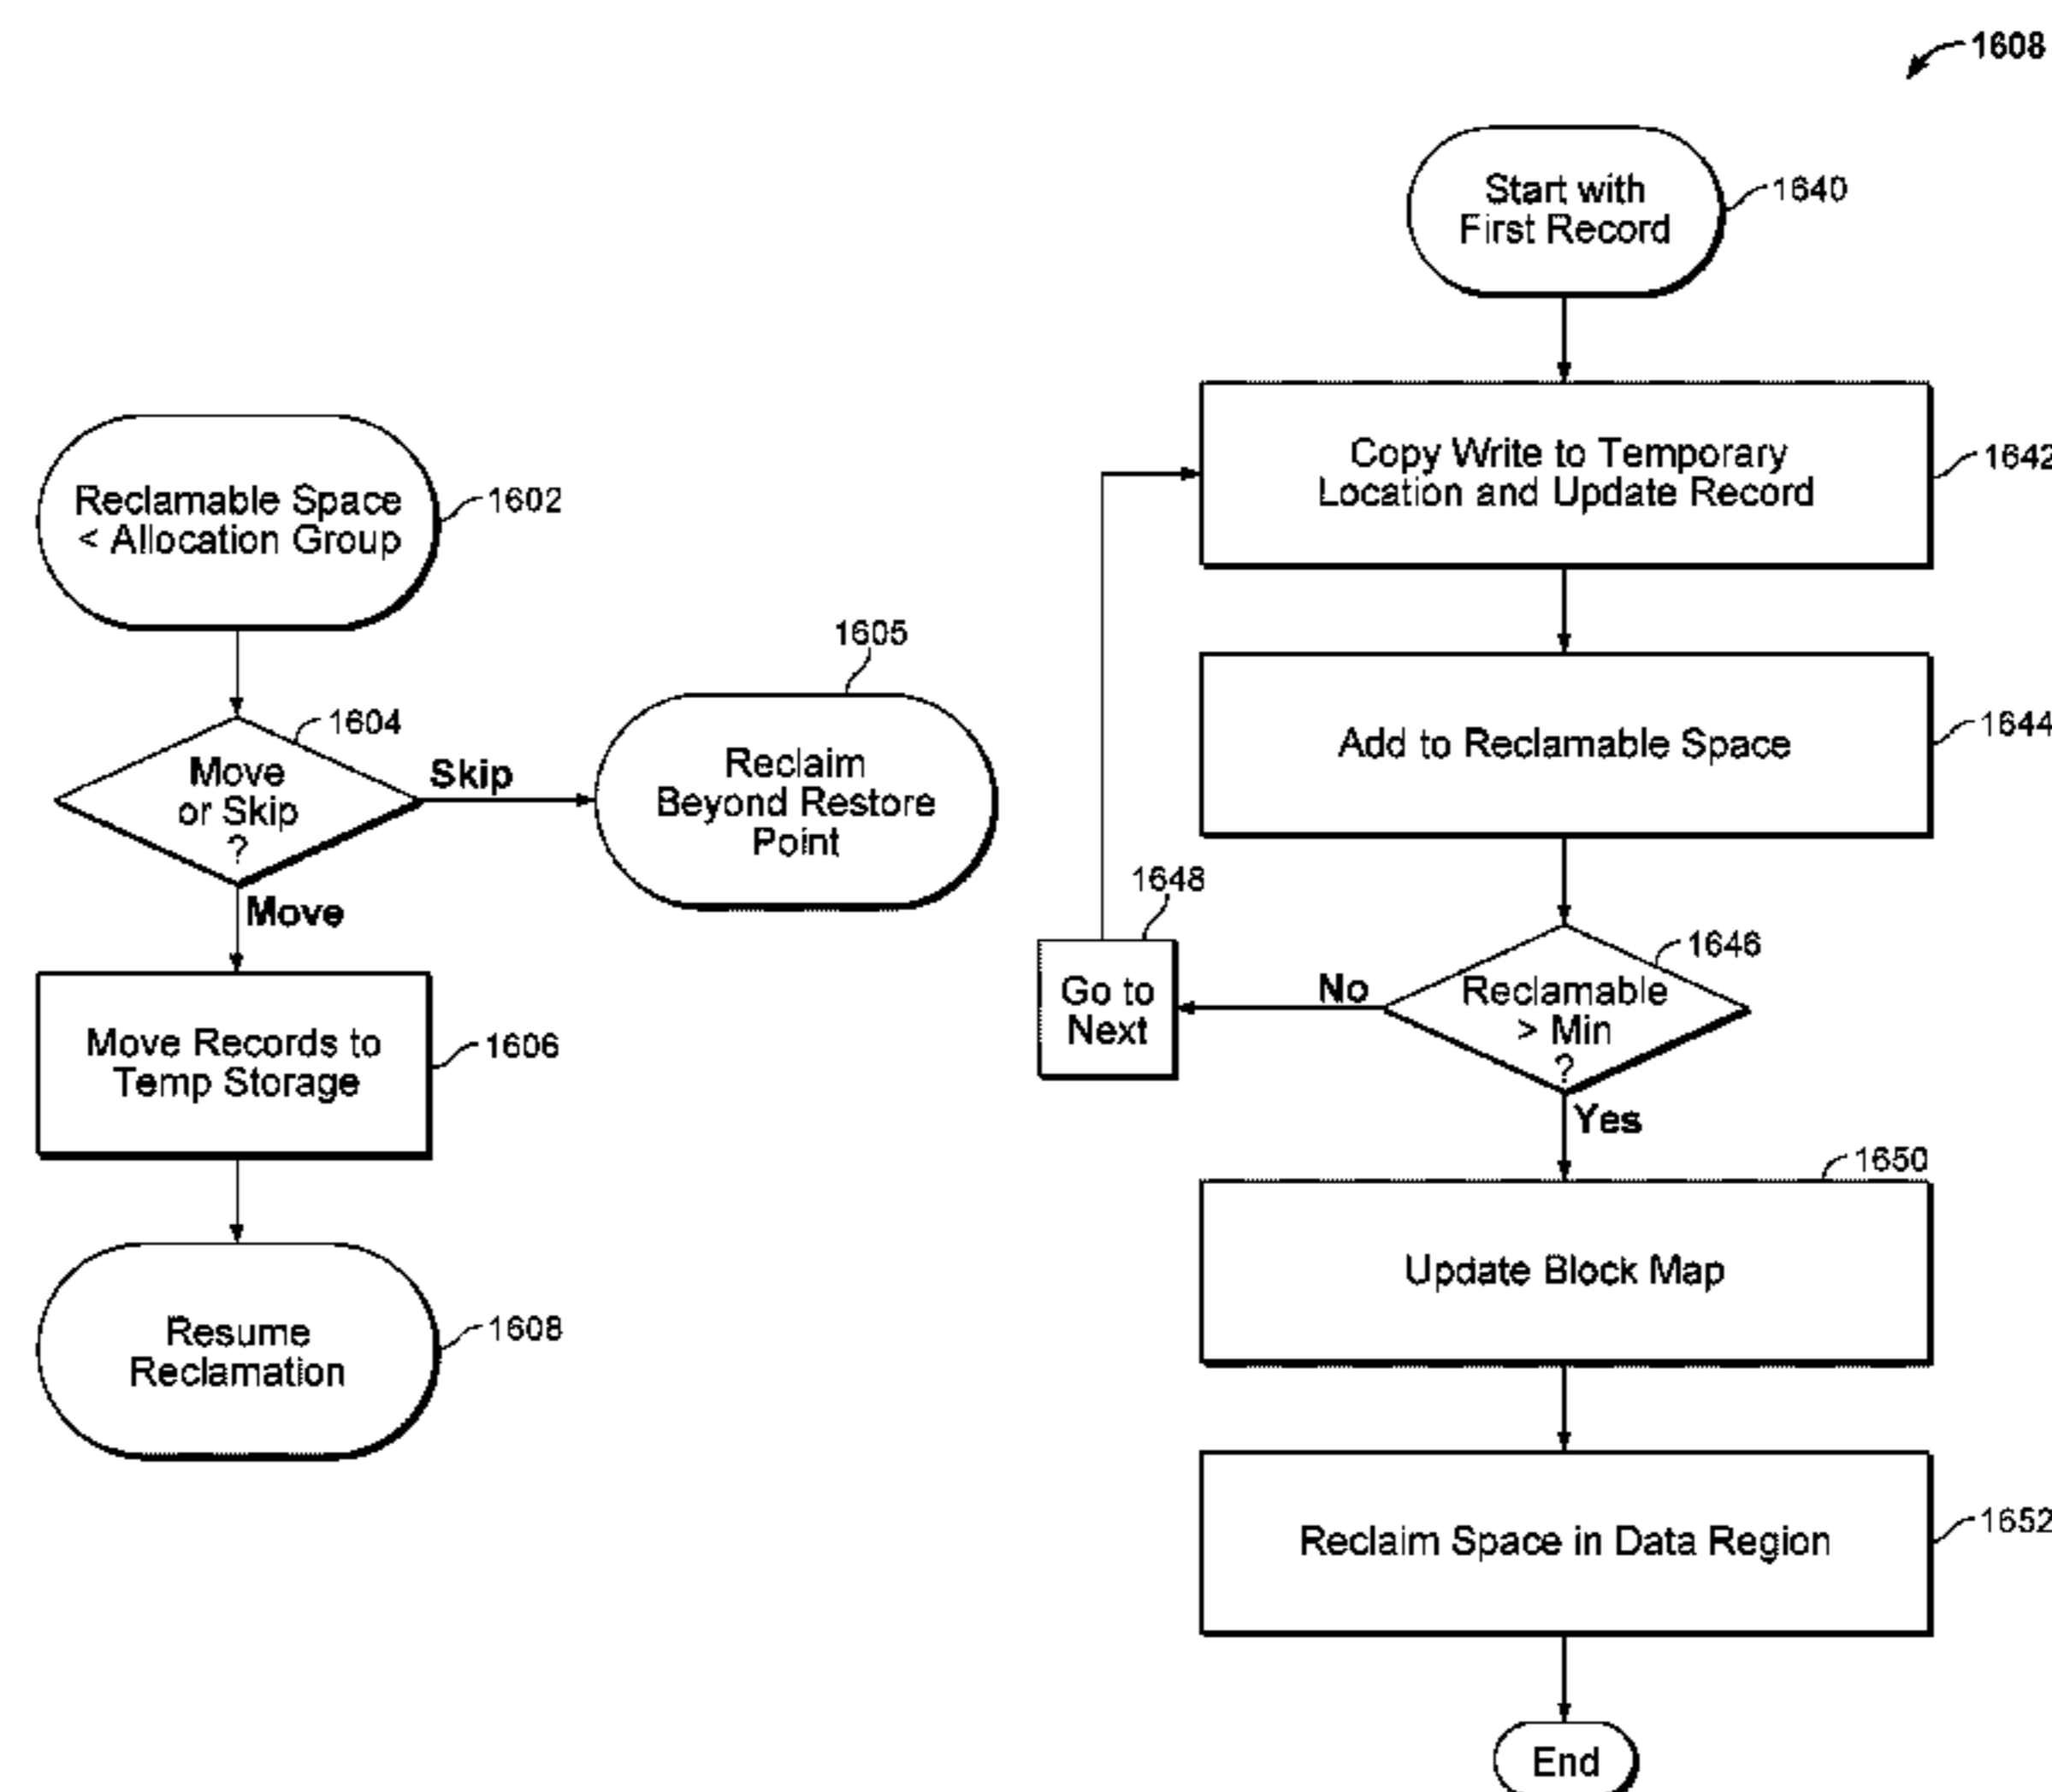 1608
Start with
First Record
1640
Copy Write to Temporary
Location and Update Record
1642
Reclamable Space
< Allocation Group
1602
1605
Add to Reclamable Space
1644
1604
Move
or Skip
?
Skip
Reclaim
Beyond Restore
Point
Move
1648
Go to
Next
No
1646
Reclamable
> Min
?
Yes
Move Records to
Temp Storage
1606
1650
Update Block Map
Resume
Reclamation
1608
Reclaim Space in Data Region
1652
End